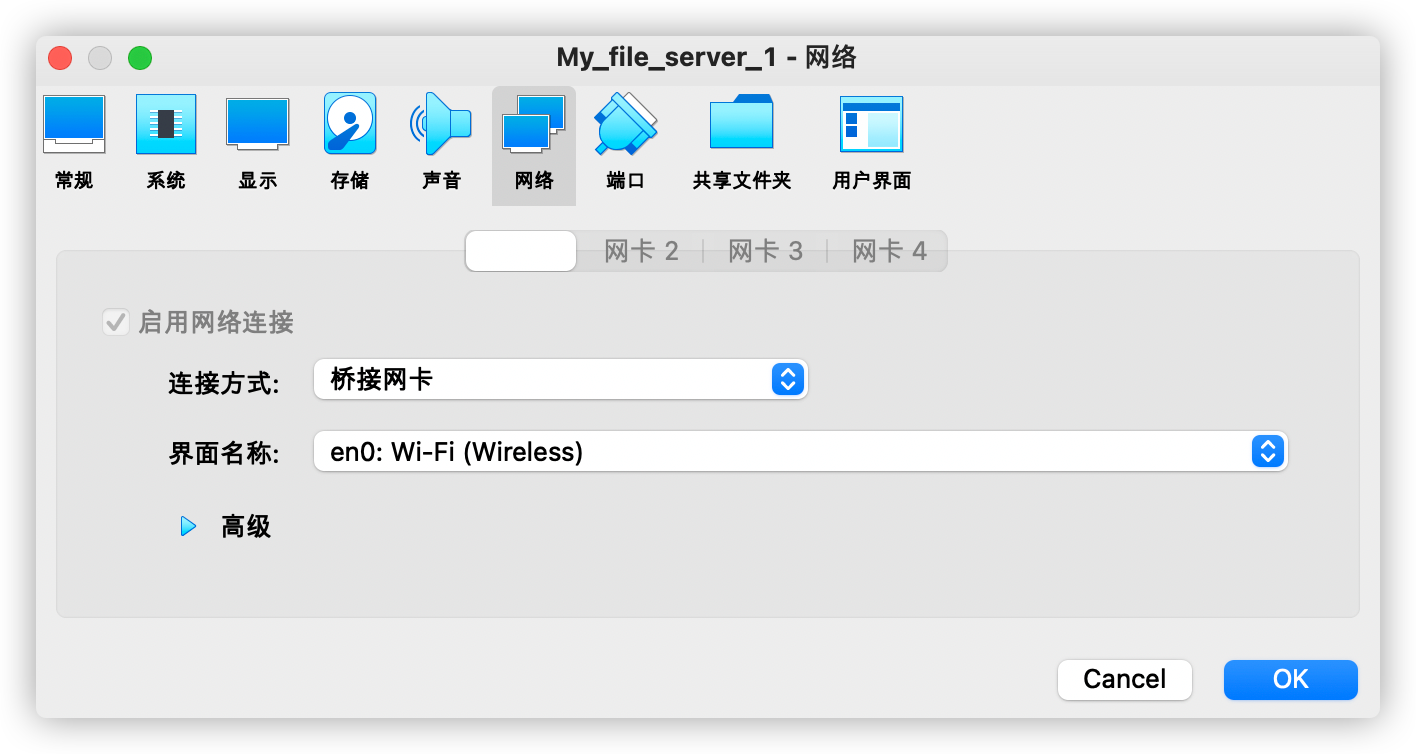 My_file_server_1 - 网络
常规 系统 显示 存储 声音 网络 端口 共享文件夹 用户界面
网卡 2 网卡 3 网卡 4
启用网络连接
连接方式: 桥接网卡
界面名称: en0: Wi-Fi (Wireless)
高级
Cancel OK